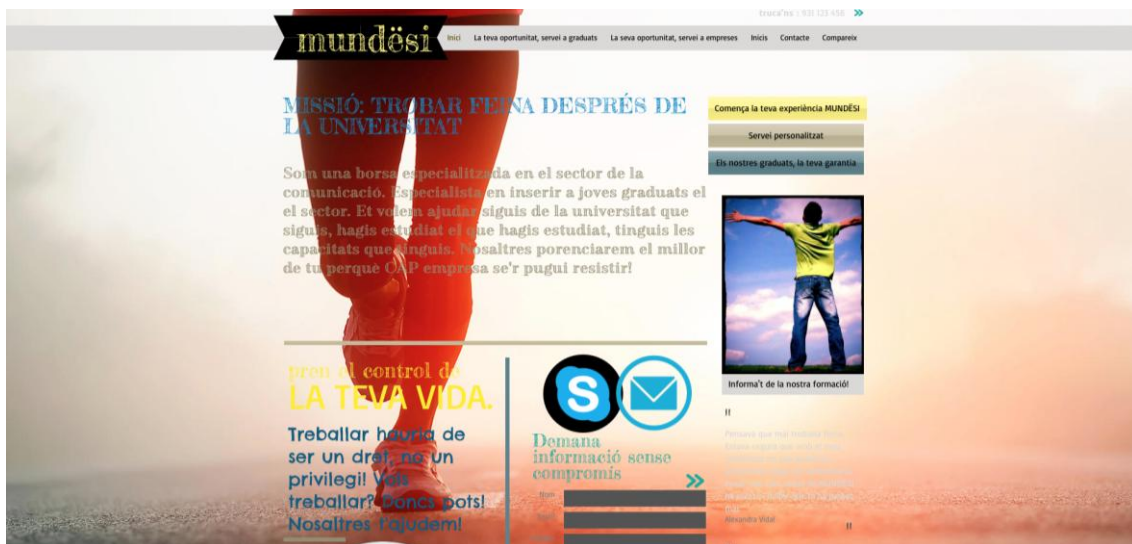 truca'ns : 931 123 456
mundësi
Inici La teva oportunitat, servei a graduats La seva oportunitat, servei a empreses Inicis Contacte Compareix
MISSIÓ: TROBAR FEINA DESPRÉS DE
LA UNIVERSITAT
Som una borsa especialitzada en el sector de la
comunicació. Especialista en inserir a joves graduats el
el sector. Et volem ajudar siguis de la universitat que
siguis, hagis estudiat el que hagis estudiat, tinguis les
capacitats que tinguis. Nosaltres porenciarem el millor
de tu perquè CAP empresa se'r pugui resistir!
Comença la teva experiència MUNDËSI
Servei personalitzat
Els nostres graduats, la teva garantia
Informa't de la nostra formació!
pren el control de
LA TEVA VIDA.
Treballar hauria de
ser un dret, no un
privilegi! Vols
treballar? Doncs pots!
Nosaltres t'ajudem!
Demana
informació sense
compromís
Nom
Alexandra Vidal